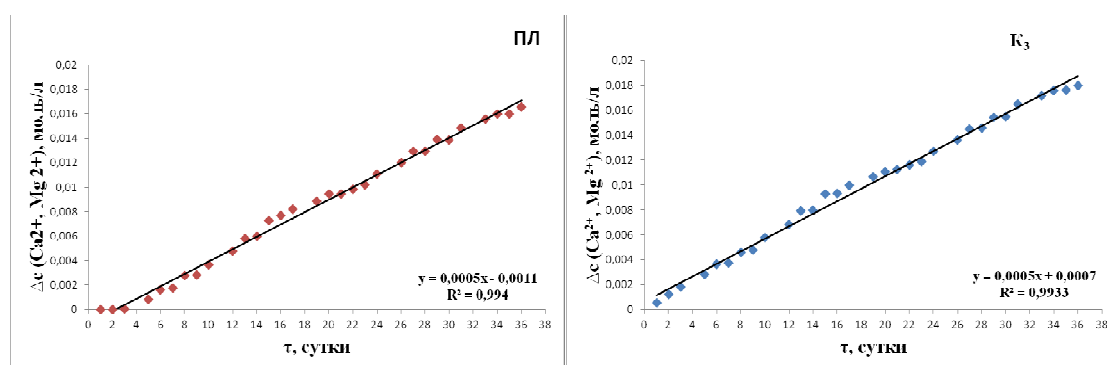 ПЛ
0,02
0,018
0,016
0,014
0,012
0,01
0,008
0,006
0,004
0,002
0
0 2 4 6 8 10 12 14 16 18 20 22 24 26 28 30 32 34 36 38
Δc (Ca2+, Mg 2+), моль/л
τ, сутки
y = 0,0005x - 0,0011
R² = 0,994
К₃
0,02
0,018
0,016
0,014
0,012
0,01
0,008
0,006
0,004
0,002
0
0 2 4 6 8 10 12 14 16 18 20 22 24 26 28 30 32 34 36 38
Δc (Ca²⁺, Mg ²⁺), моль/л
τ, сутки
y = 0,0005x + 0,0007
R² = 0,9933